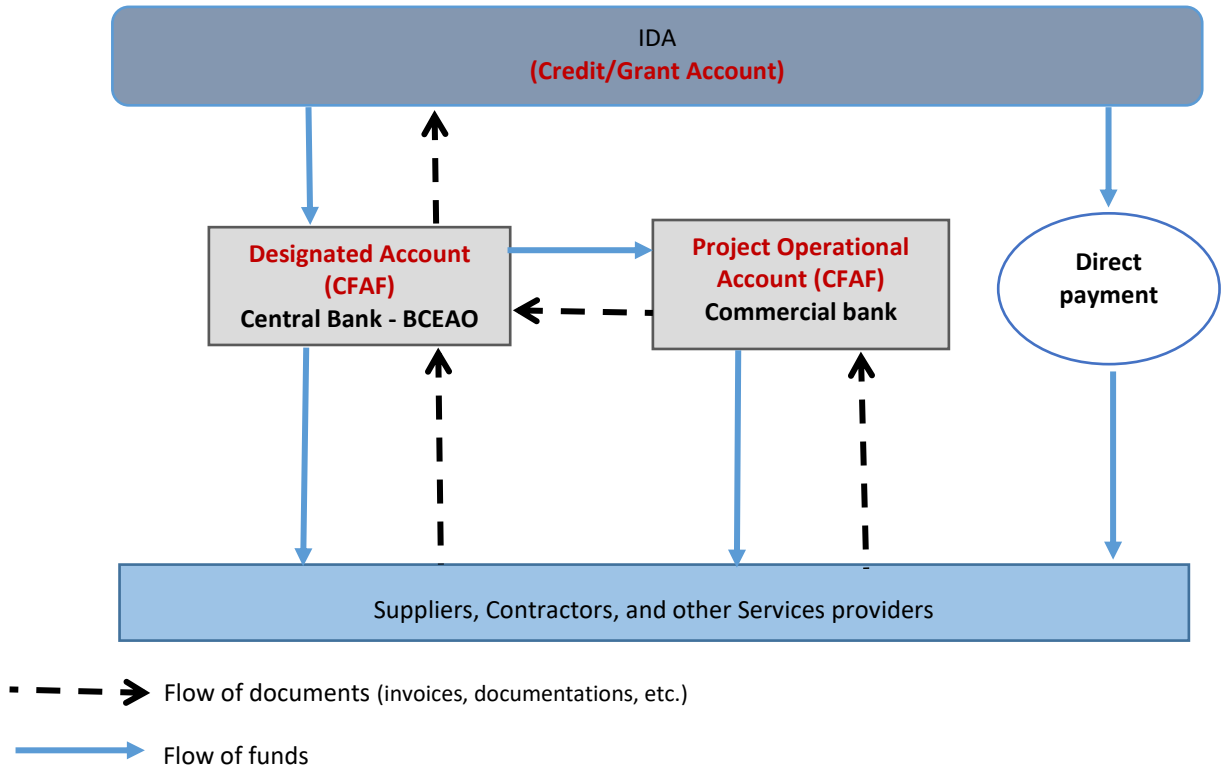 IDA
(Credit/Grant Account)
Designated Account
(CFAF)
Central Bank - BCEAO
Project Operational
Account (CFAF)
Commercial bank
Direct
payment
Suppliers, Contractors, and other Services providers
Flow of documents (invoices, documentations, etc.)
Flow of funds